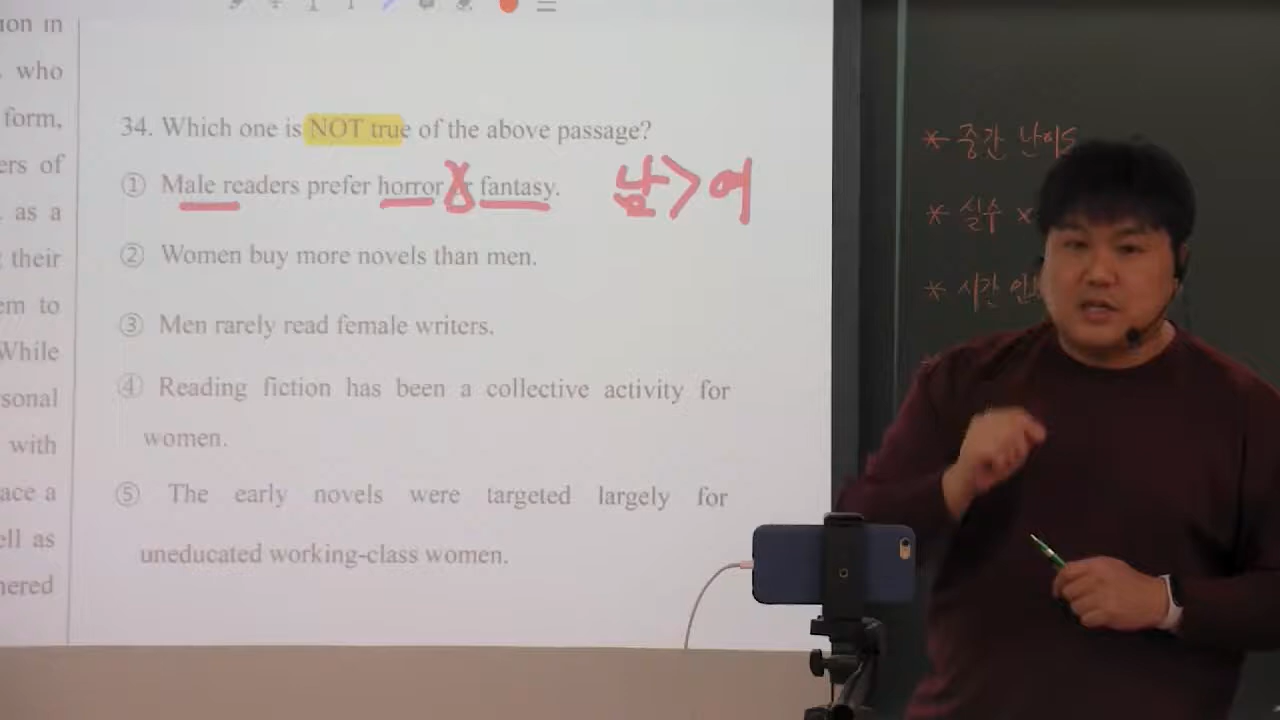 ion in
who
form,
ers of
as a
their
em to
While
sonal
with
ace a
ell as
nered
34. Which one is NOT true of the above passage?
① Male readers prefer horror or fantasy.
남>여
② Women buy more novels than men.
③ Men rarely read female writers.
④ Reading fiction has been a collective activity for
women.
⑤ The early novels were targeted largely for
uneducated working-class women.
* 중간 난이도
* 실수 x
* 시간